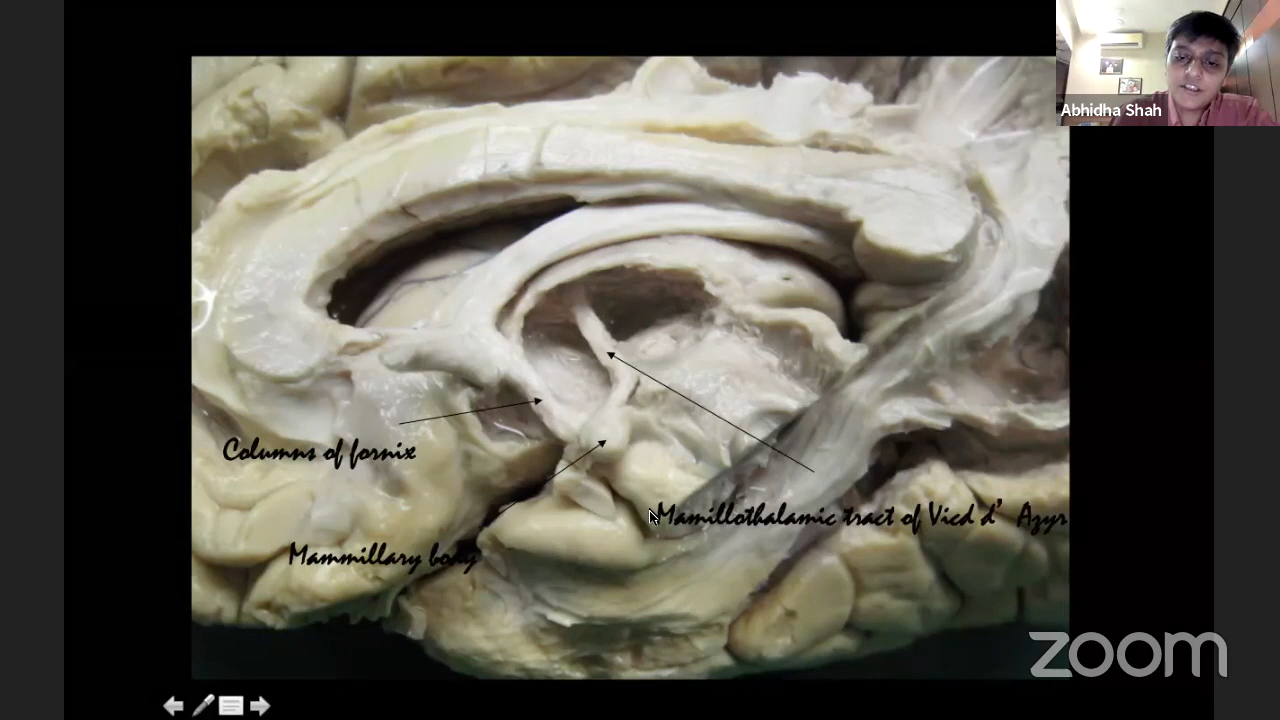 Abhidha Shah
Columns of fornix
Mamillothalamic tract of Vicd d' Azyr
Mammillary body
zoom